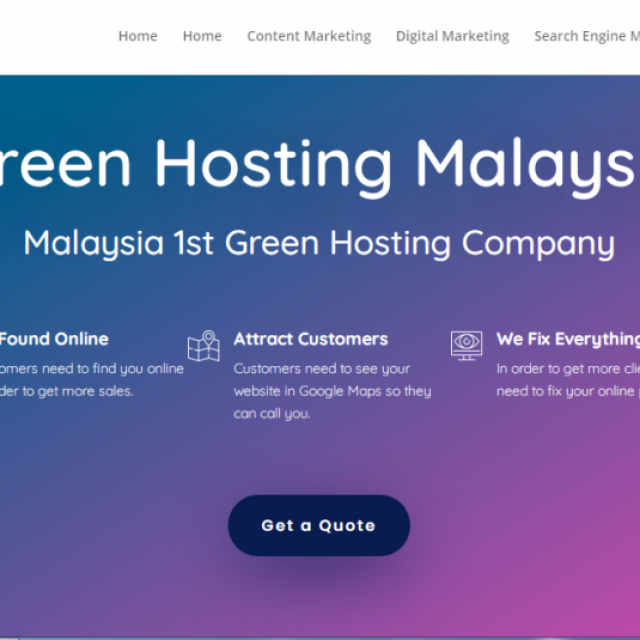 Home Home Content Marketing Digital Marketing Search Engine M
reen Hosting Malays
Malaysia 1st Green Hosting Company
Found Online
omers need to find you online
der to get more sales.
Attract Customers
Customers need to see your
website in Google Maps so they
can call you.
We Fix Everything
In order to get more clie
need to fix your online
Get a Quote